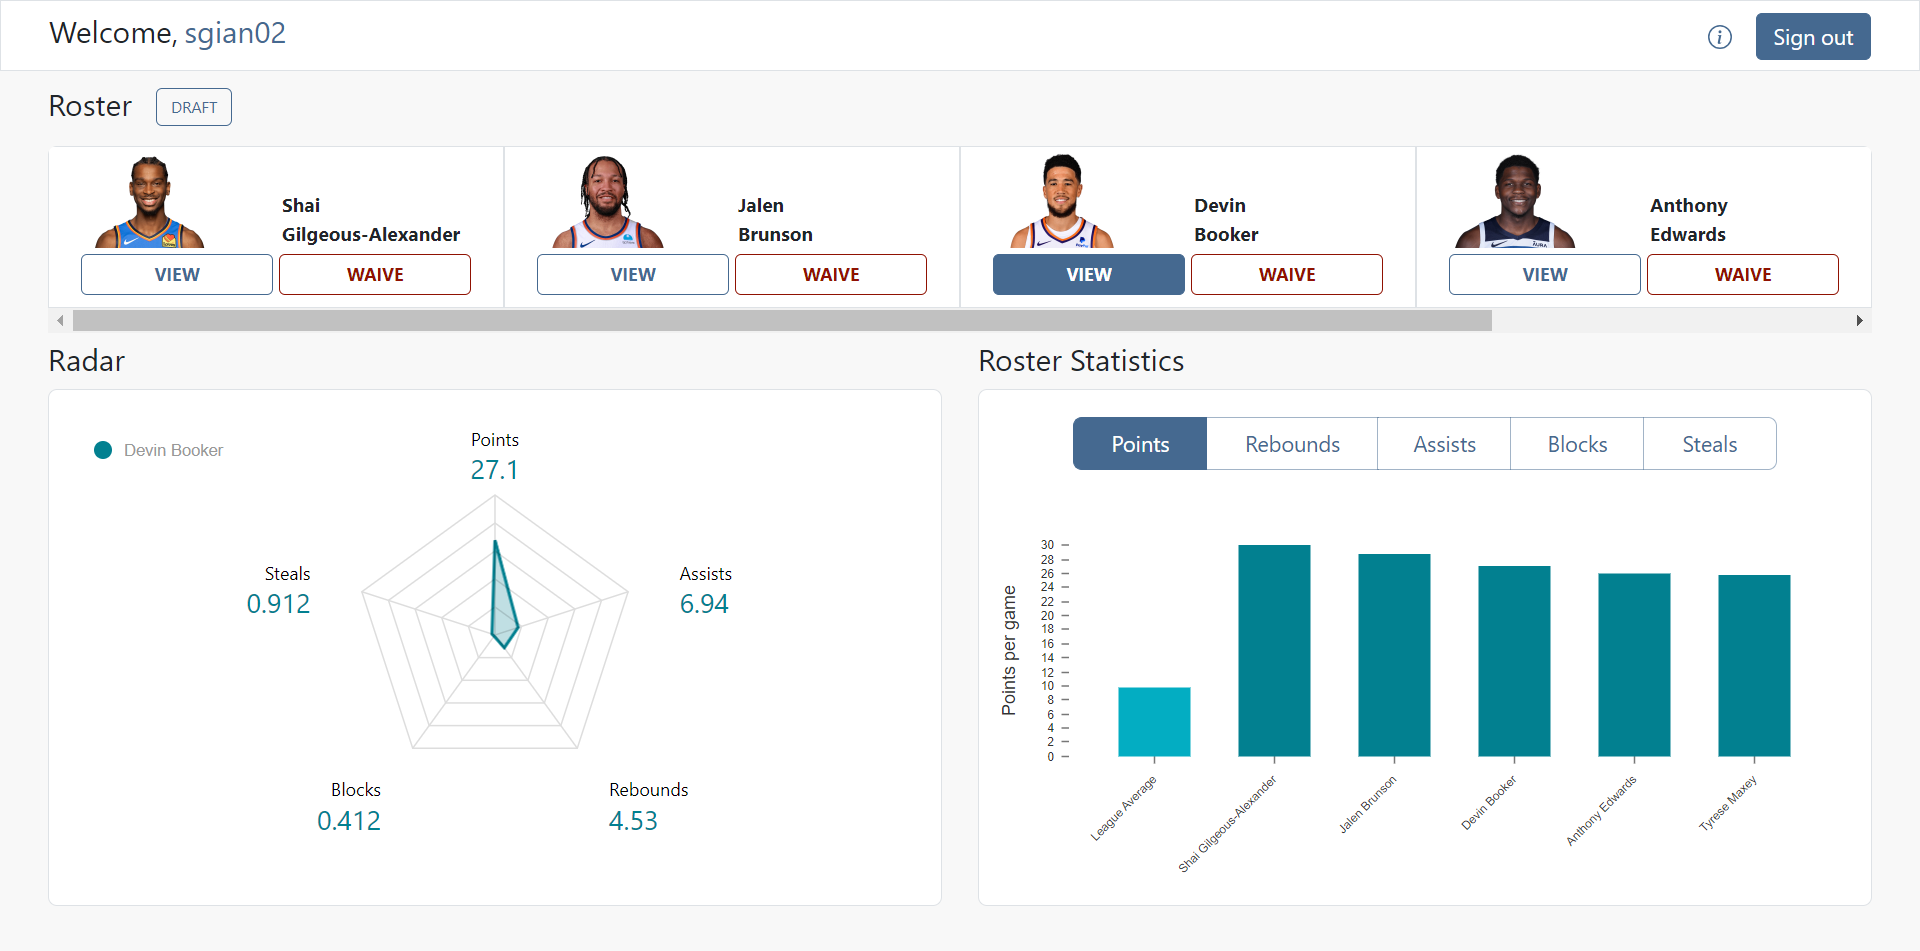 Welcome, sgian02
i
Sign out
Roster
DRAFT
Shai
Gilgeous-Alexander
VIEW
WAIVE
Jalen
Brunson
VIEW
WAIVE
Devin
Booker
VIEW
WAIVE
Anthony
Edwards
VIEW
WAIVE
Radar
Devin Booker
Points
27.1
Assists
6.94
Rebounds
4.53
Blocks
0.412
Steals
0.912
Roster Statistics
Points
Rebounds
Assists
Blocks
Steals
Points per game
30
28
26
24
22
20
18
16
14
12
10
8
6
4
2
0
League Average
Shai Gilgeous-Alexander
Jalen Brunson
Devin Booker
Anthony Edwards
Tyrese Maxey